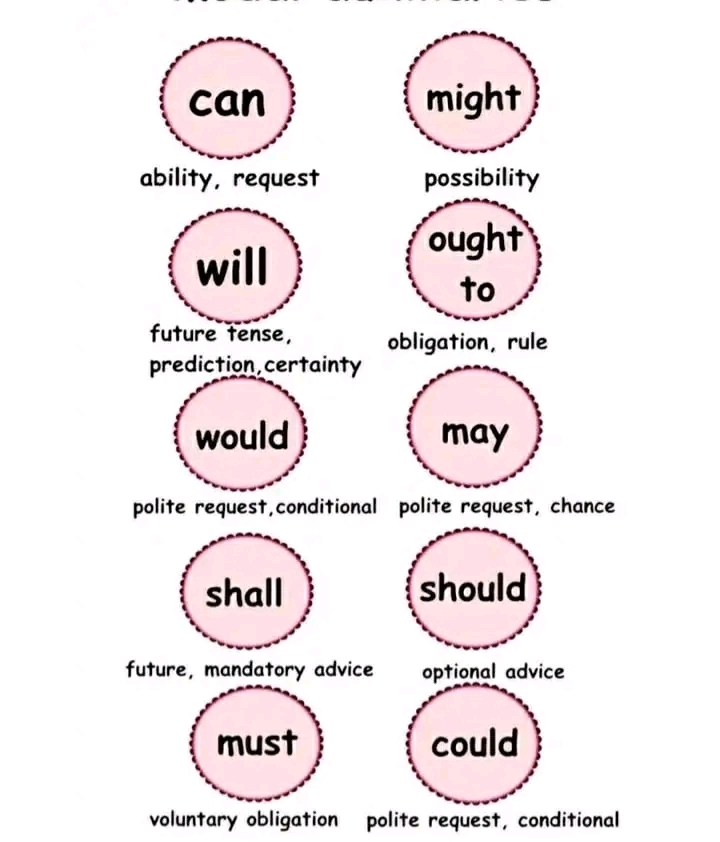 can
might
ability, request
possibility
will
ought
to
future tense,
prediction,certainty
obligation, rule
would
may
polite request,conditional
polite request, chance
shall
should
future, mandatory advice
optional advice
must
could
voluntary obligation
polite request, conditional